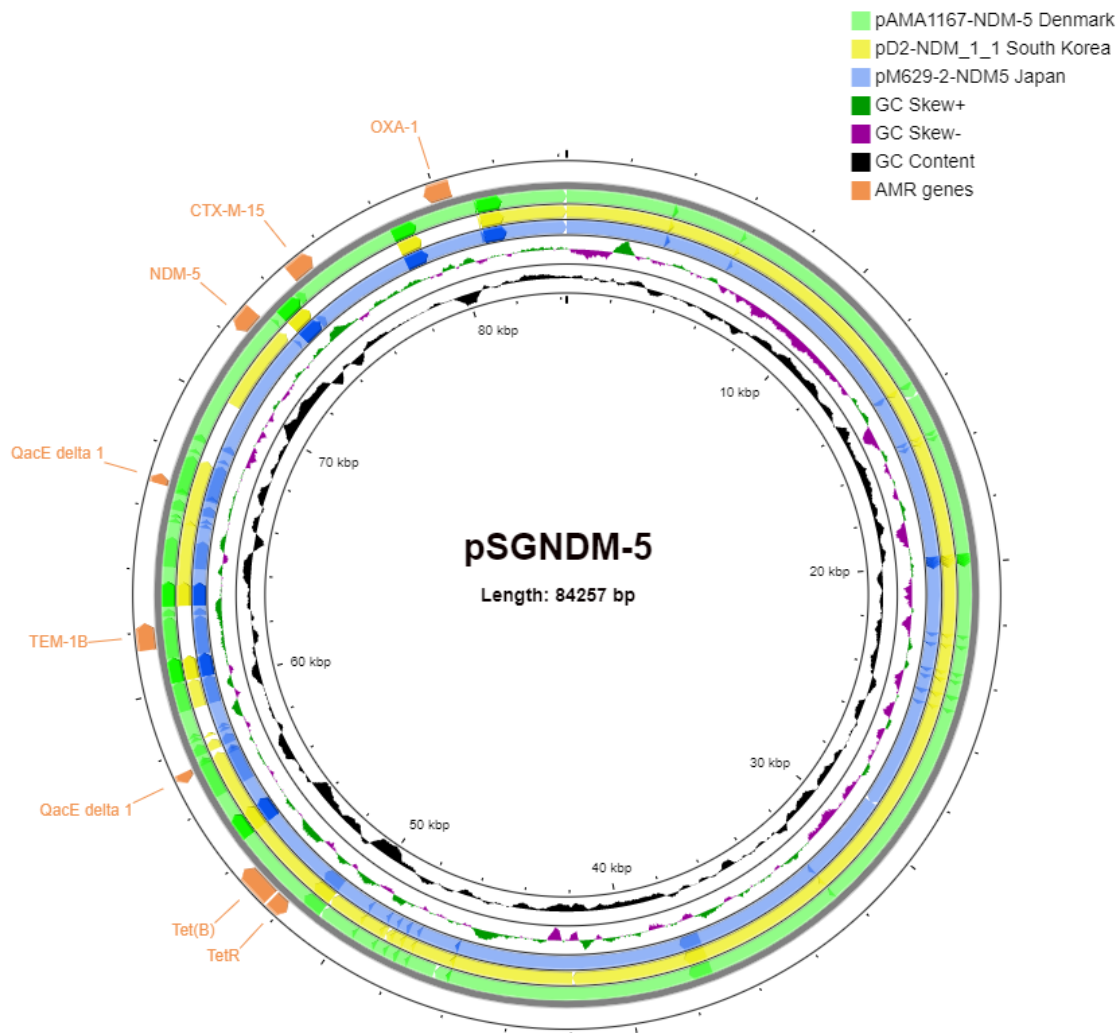 pAMA1167-NDM-5 Denmark
pD2-NDM_1_1 South Korea
pM629-2-NDM5 Japan
GC Skew+
GC Skew-
GC Content
AMR genes
OXA-1
CTX-M-15
NDM-5
QacE delta 1
TEM-1B
QacE delta 1
Tet(B)
TetR
80 kbp
10 kbp
70 kbp
20 kbp
60 kbp
30 kbp
50 kbp
40 kbp
pSGNDM-5
Length: 84257 bp